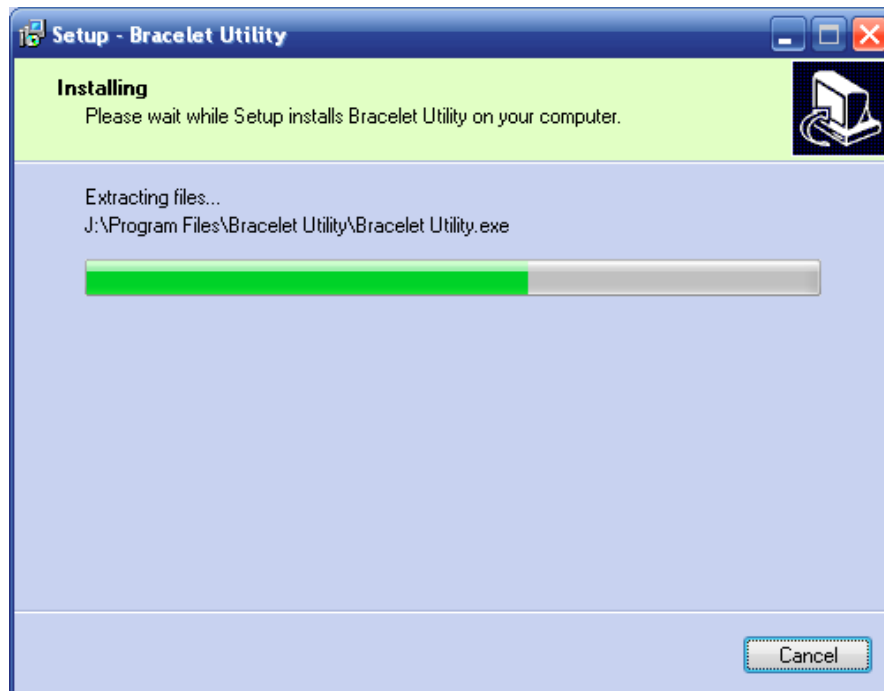 Setup - Bracelet Utility
Installing
Please wait while Setup installs Bracelet Utility on your computer.
Extracting files...
J:\Program Files\Bracelet Utility\Bracelet Utility.exe
Cancel